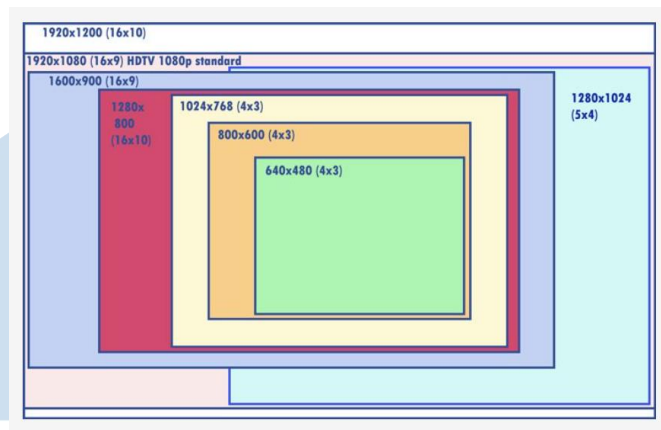 1920x1200 (16x10)
1920x1080 (16x9) HDTV 1080p standard
1600x900 (16x9)
1280x
800
(16x10)
1024x768 (4x3)
800x600 (4x3)
640x480 (4x3)
1280x1024
(5x4)